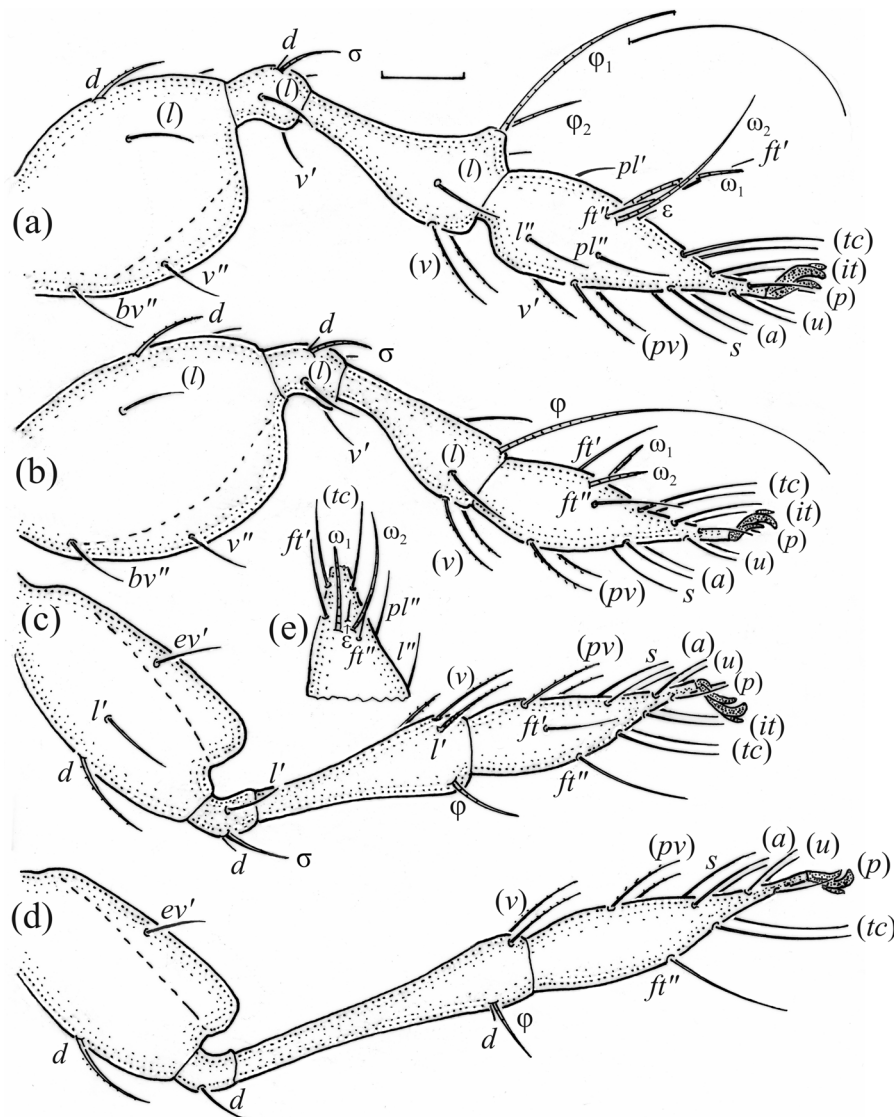 d σ
d (l) (l) φ₁
φ₂ ω₂
v' (l) pl' ft' ω₁
(a) ft" ε
l" pl" (tc)
v" (v) (it)
bv" v' (pv) s (a) (u) (p)
d d σ
(l) (l) φ
v' ft' ω₁
(b) (l) ω₂
(tc) ft" (tc)
v" ft' ω₁ ω₂ (v) (it)
bv" (pv) s (a) (u) (p)
(c) (e) pl"
ev' ε ft" l" (v) (pv) s (a) (u) (p)
l' l' ft' (it)
d l' φ ft" (tc)
d σ
(d) ev' (v) (pv) s (a) (u) (p)
(tc)
d d φ ft"
d